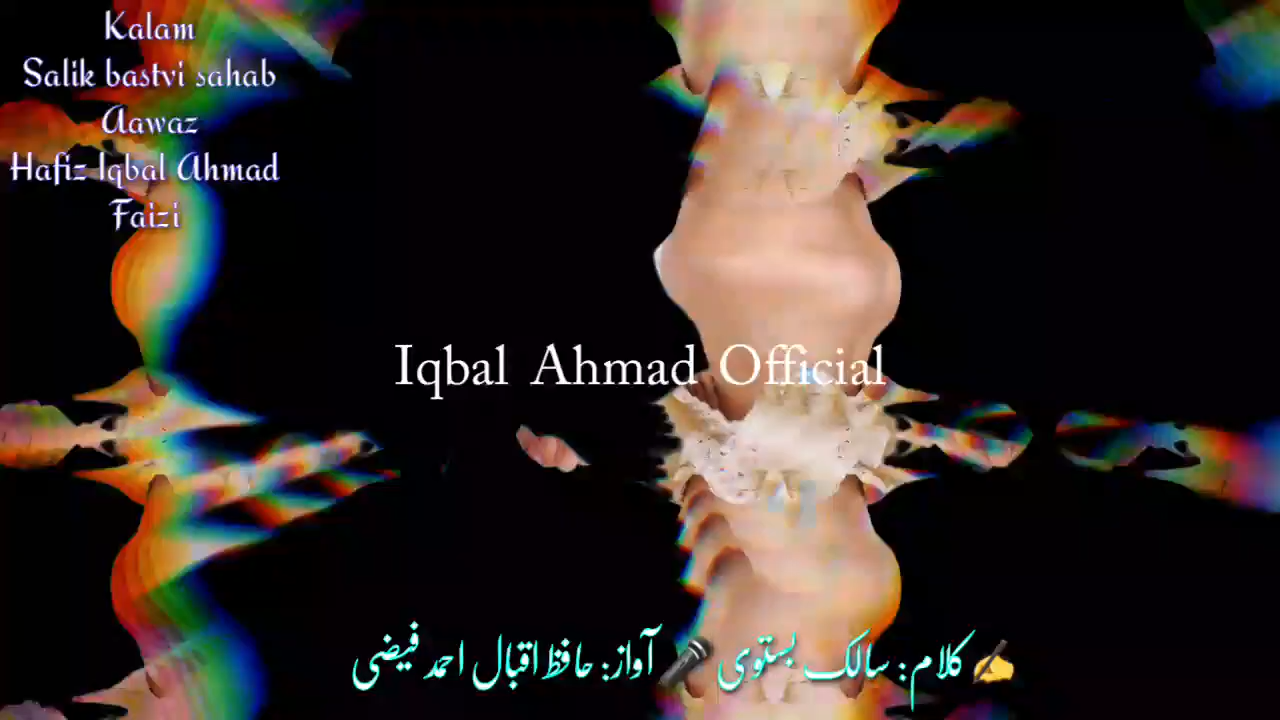 Kalam
Salik bastvi sahab
Aawaz
Hafiz Iqbal Ahmad
Faizi
Iqbal Ahmad Official
✍️ کلام: سالک بستوی 🎤 آواز: حافظ اقبال احمد فیضی